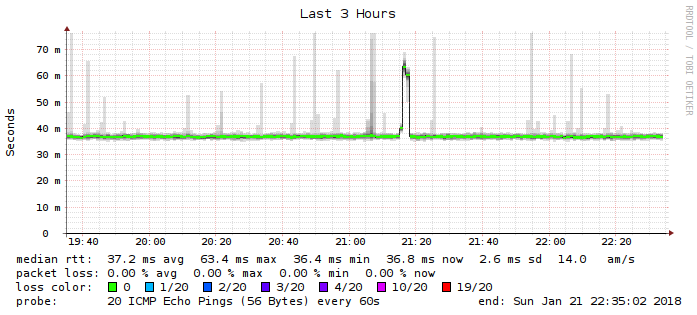 Last 3 Hours
RRDTOOL / TOBI OETIKER
Seconds
70 m
60 m
50 m
40 m
30 m
20 m
10 m
0
19:40 20:00 20:20 20:40 21:00 21:20 21:40 22:00 22:20
median rtt: 37.2 ms avg 63.4 ms max 36.4 ms min 36.8 ms now 2.6 ms sd 14.0 am/s
packet loss: 0.00 % avg 0.00 % max 0.00 % min 0.00 % now
loss color: 0 1/20 2/20 3/20 4/20 10/20 19/20
probe: 20 ICMP Echo Pings (56 Bytes) every 60s end: Sun Jan 21 22:35:02 2018